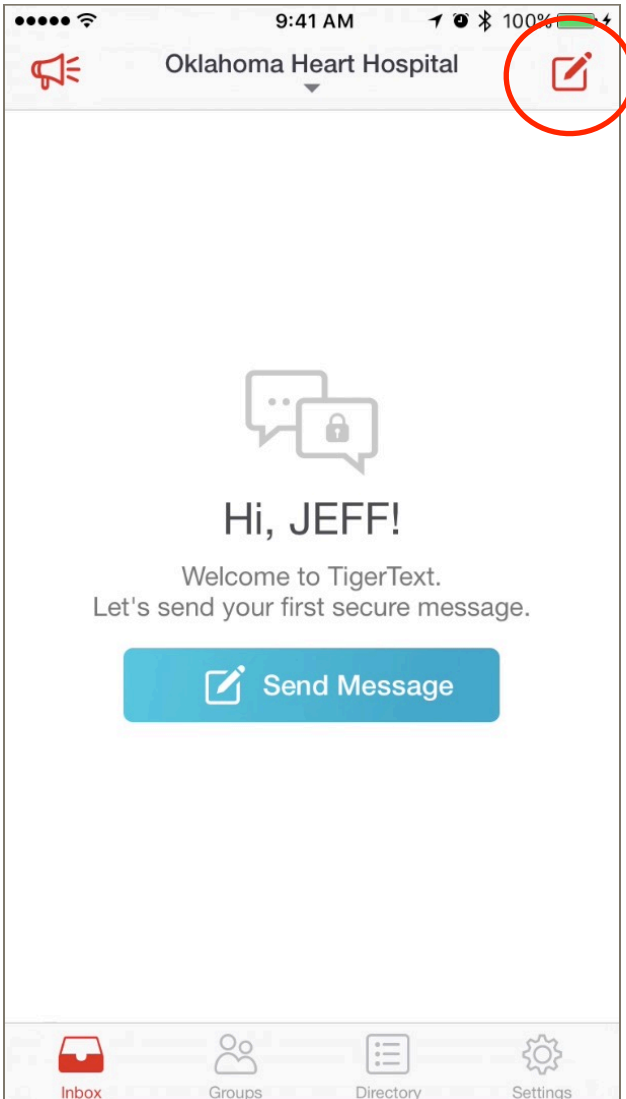 9:41 AM
100%
Oklahoma Heart Hospital
Hi, JEFF!
Welcome to TigerText.
Let's send your first secure message.
Send Message
Inbox
Groups
Directory
Settings